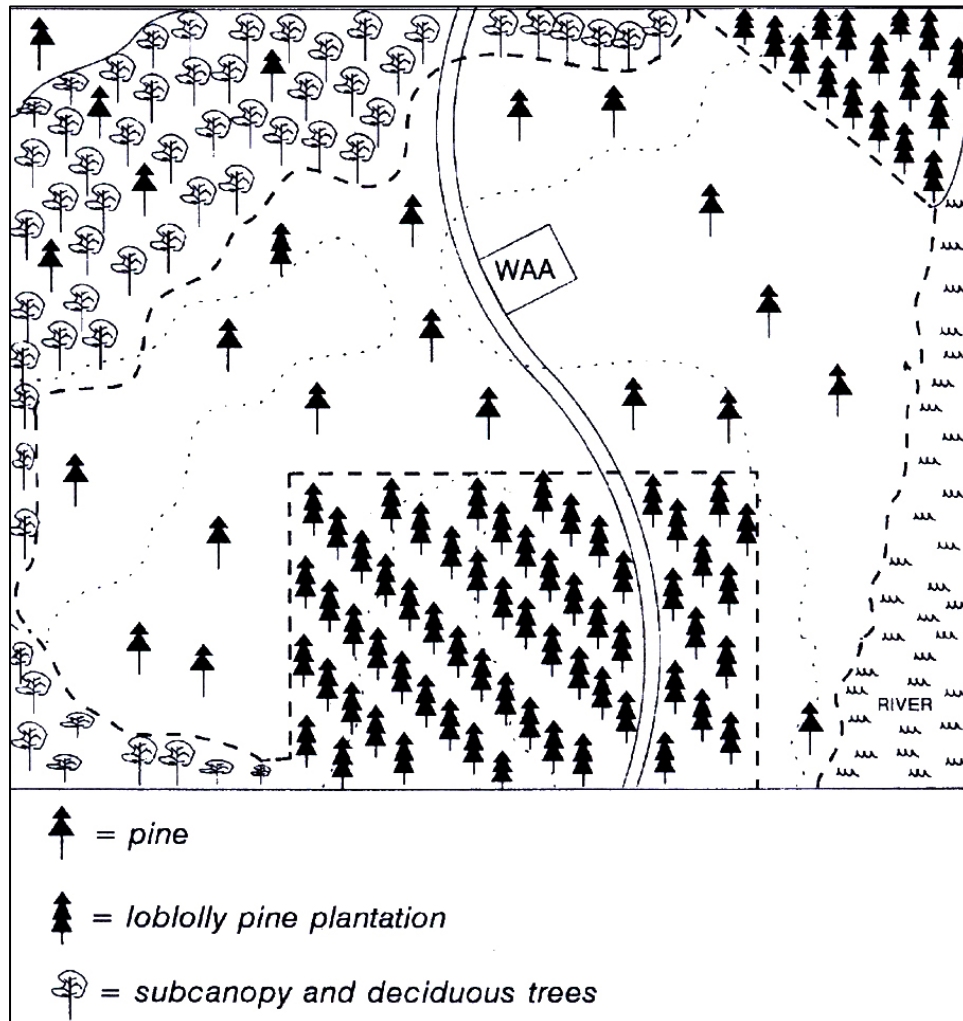 WAA
RIVER
= pine
= loblolly pine plantation
= subcanopy and deciduous trees